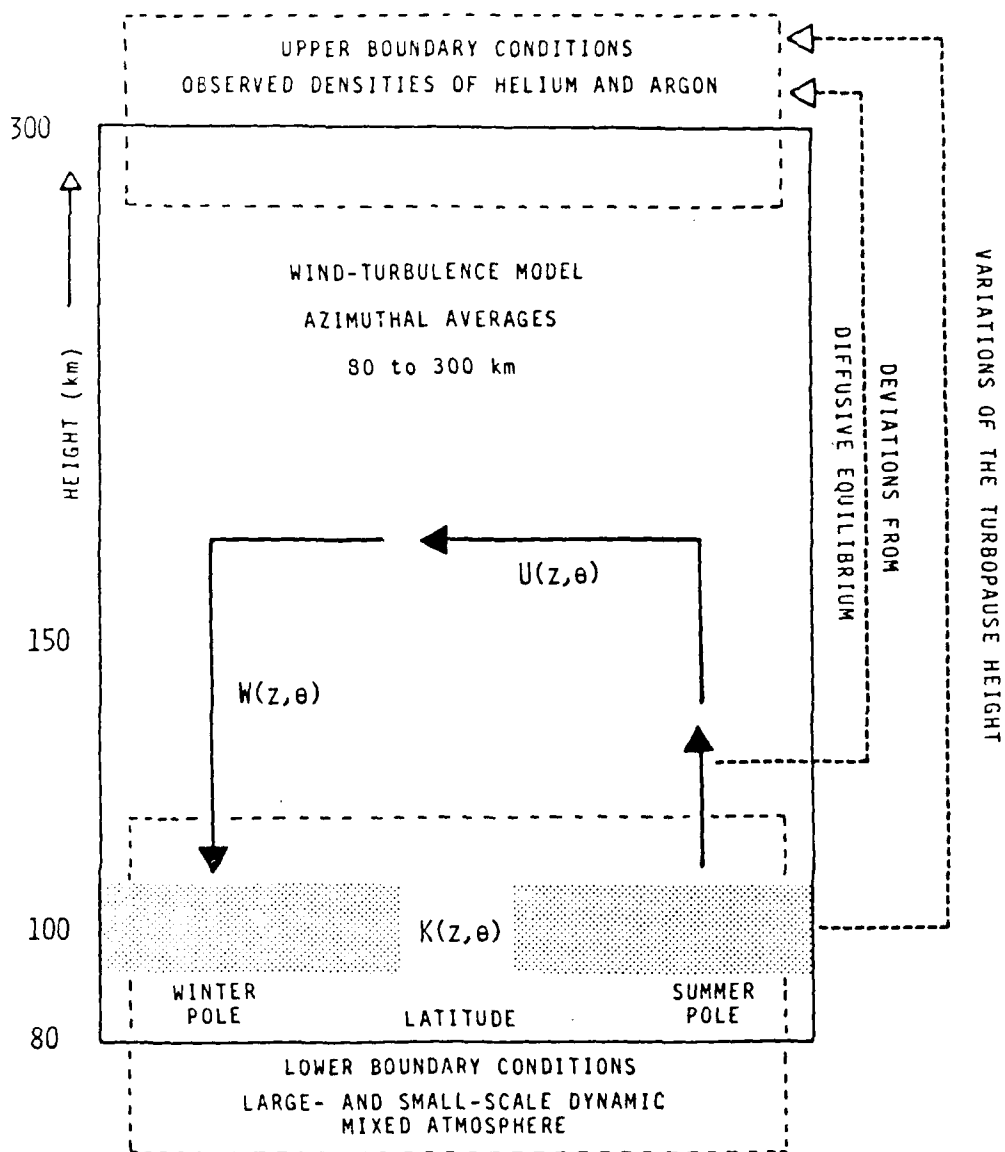 UPPER BOUNDARY CONDITIONS
OBSERVED DENSITIES OF HELIUM AND ARGON
300
HEIGHT (km)
WIND-TURBULENCE MODEL
AZIMUTHAL AVERAGES
80 to 300 km
U(z,θ)
150
W(z,θ)
DEVIATIONS FROM
DIFFUSIVE EQUILIBRIUM
VARIATIONS OF THE TURBOPAUSE HEIGHT
100
K(z,θ)
WINTER
POLE
LATITUDE
SUMMER
POLE
80
LOWER BOUNDARY CONDITIONS
LARGE- AND SMALL-SCALE DYNAMIC
MIXED ATMOSPHERE